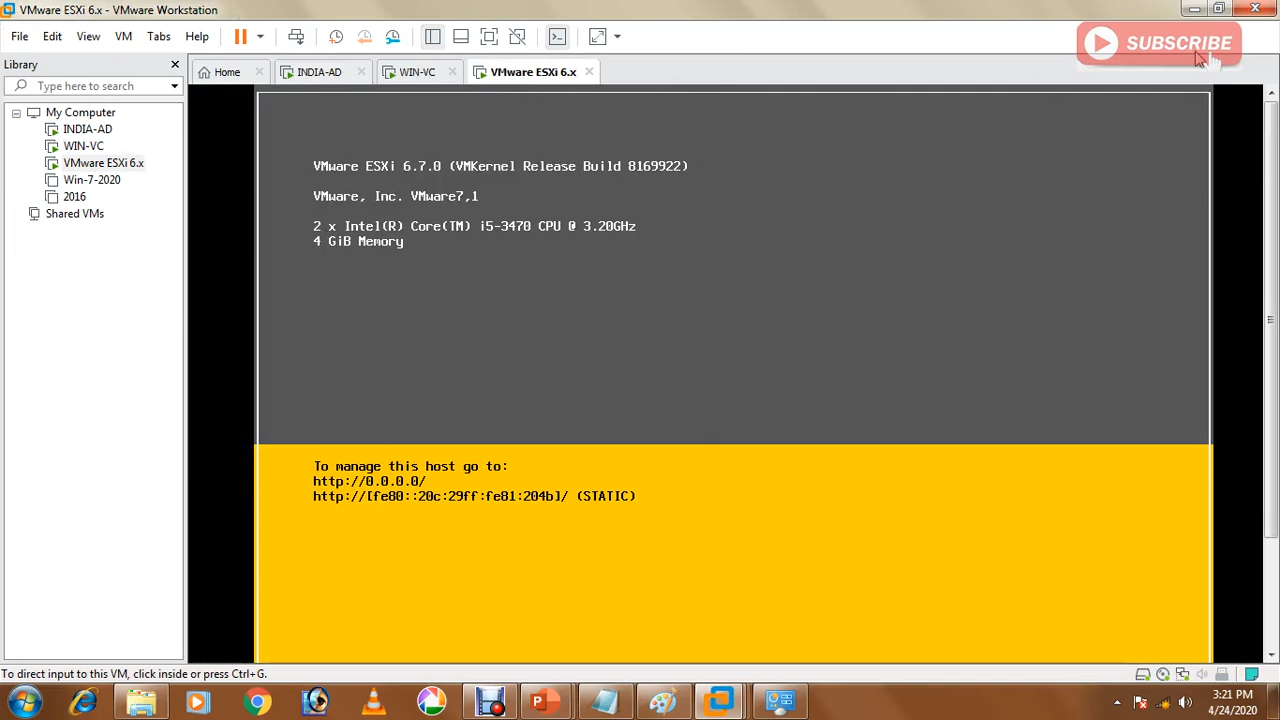 VMware ESXi 6.x - VMware Workstation
File Edit View VM Tabs Help
SUBSCRIBE
Library
Type here to search
Home INDIA-AD WIN-VC VMware ESXi 6.x
My Computer
INDIA-AD
WIN-VC
VMware ESXi 6.x
Win-7-2020
2016
Shared VMs
VMware ESXi 6.7.0 (VMKernel Release Build 8169922)
VMware, Inc. VMware7,1
2 x Intel(R) Core(TM) i5-3470 CPU @ 3.20GHz
4 GiB Memory
To manage this host go to:
http://0.0.0.0/
http://[fe80::20c:29ff:fe81:204b]/ (STATIC)
To direct input to this VM, click inside or press Ctrl+G.
3:21 PM
4/24/2020